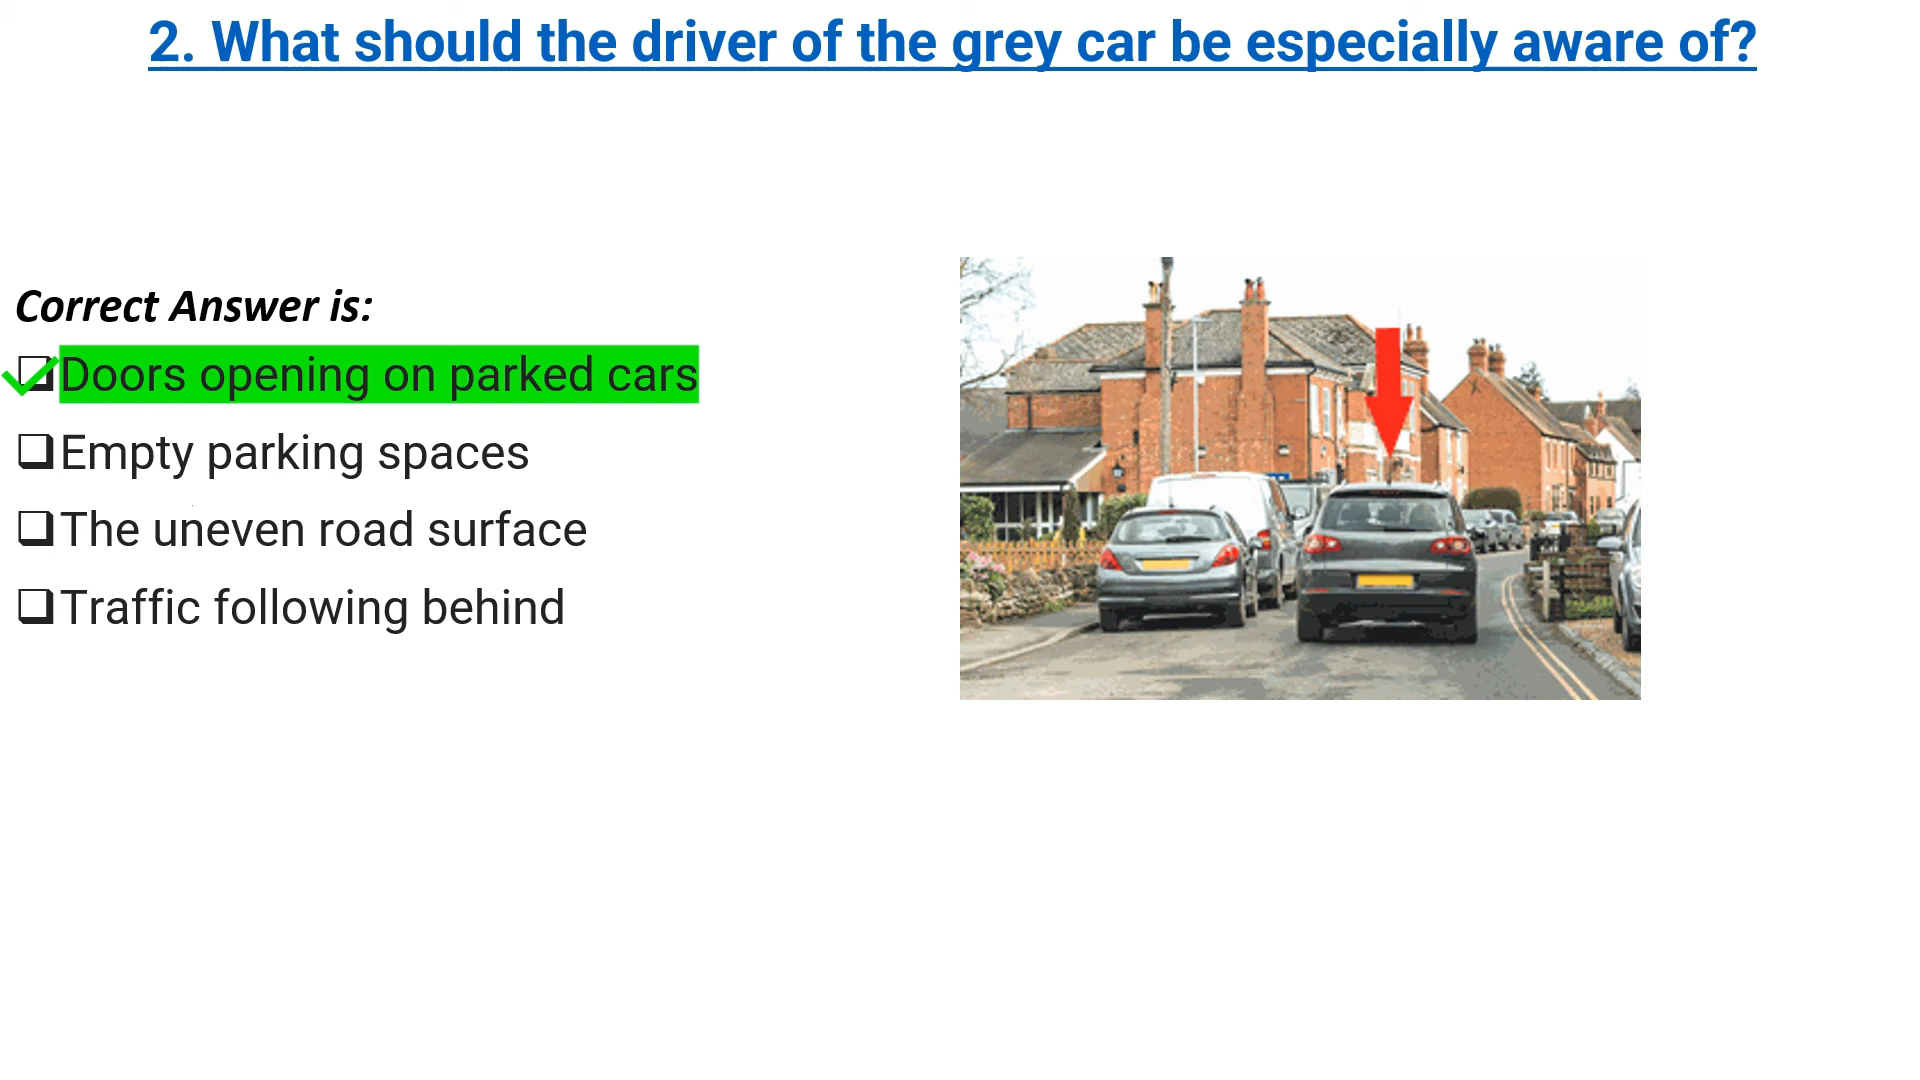 2. What should the driver of the grey car be especially aware of?
Correct Answer is:
Doors opening on parked cars
Empty parking spaces
The uneven road surface
Traffic following behind